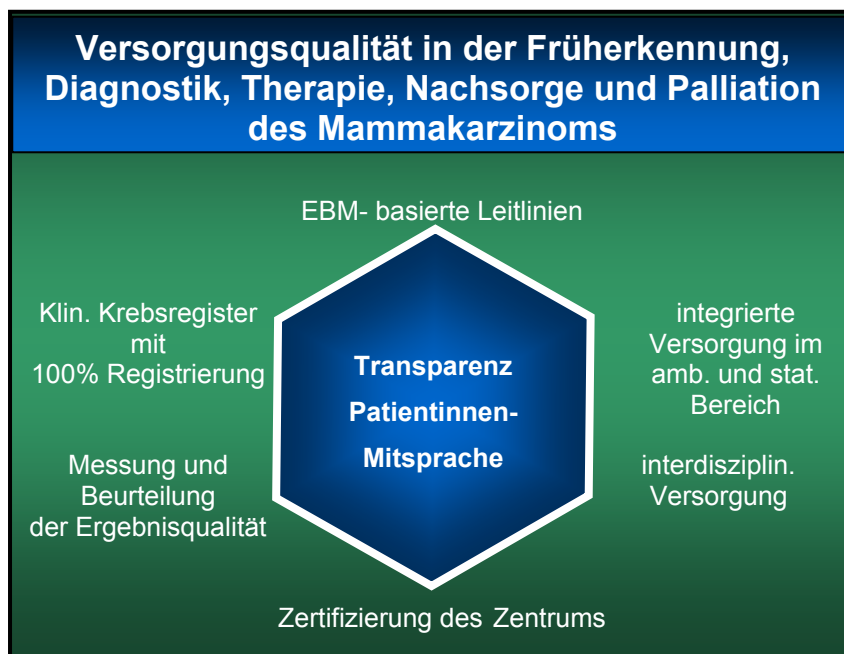 Versorgungsqualität in der Früherkennung,
Diagnostik, Therapie, Nachsorge und Palliation
des Mammakarzinoms
EBM- basierte Leitlinien
Klin. Krebsregister
mit
100% Registrierung
integrierte
Versorgung im
amb. und stat.
Bereich
Transparenz
Patientinnen-
Mitsprache
Messung und
Beurteilung
der Ergebnisqualität
interdisziplin.
Versorgung
Zertifizierung des Zentrums